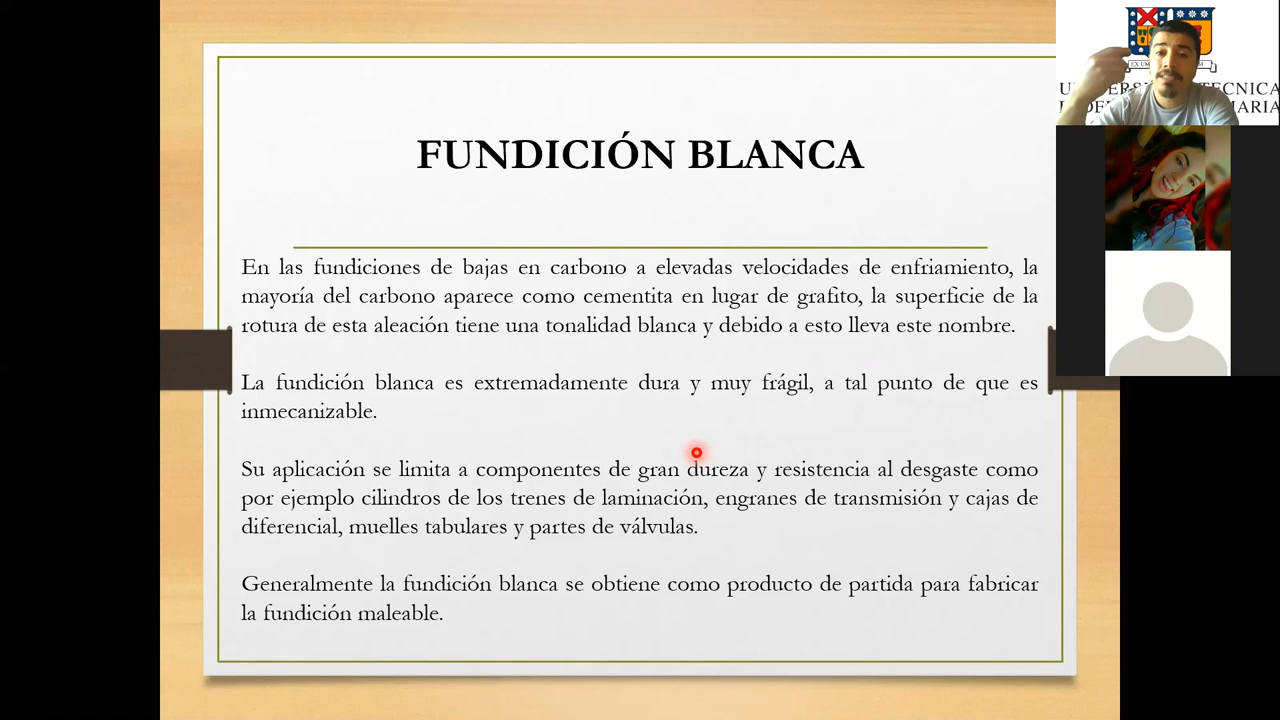 FUNDICIÓN BLANCA
En las fundiciones de bajas en carbono a elevadas velocidades de enfriamiento, la
mayoría del carbono aparece como cementita en lugar de grafito, la superficie de la
rotura de esta aleación tiene una tonalidad blanca y debido a esto lleva este nombre.
La fundición blanca es extremadamente dura y muy frágil, a tal punto de que es
inmecanizable.
Su aplicación se limita a componentes de gran dureza y resistencia al desgaste como
por ejemplo cilindros de los trenes de laminación, engranes de transmisión y cajas de
diferencial, muelles tabulares y partes de válvulas.
Generalmente la fundición blanca se obtiene como producto de partida para fabricar
la fundición maleable.